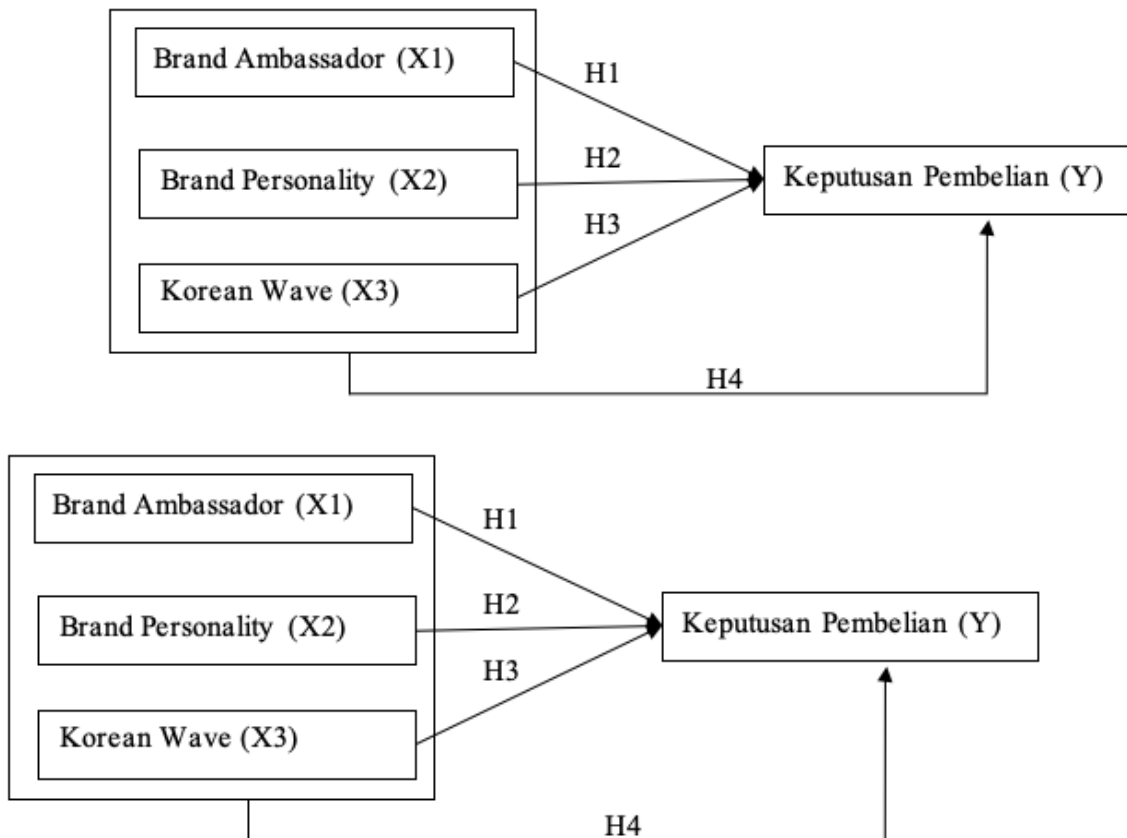 Brand Ambassador (X1)
H1
H2
Brand Personality (X2)
Keputusan Pembelian (Y)
H3
Korean Wave (X3)
H4
Brand Ambassador (X1)
H1
H2
Brand Personality (X2)
Keputusan Pembelian (Y)
H3
Korean Wave (X3)
H4